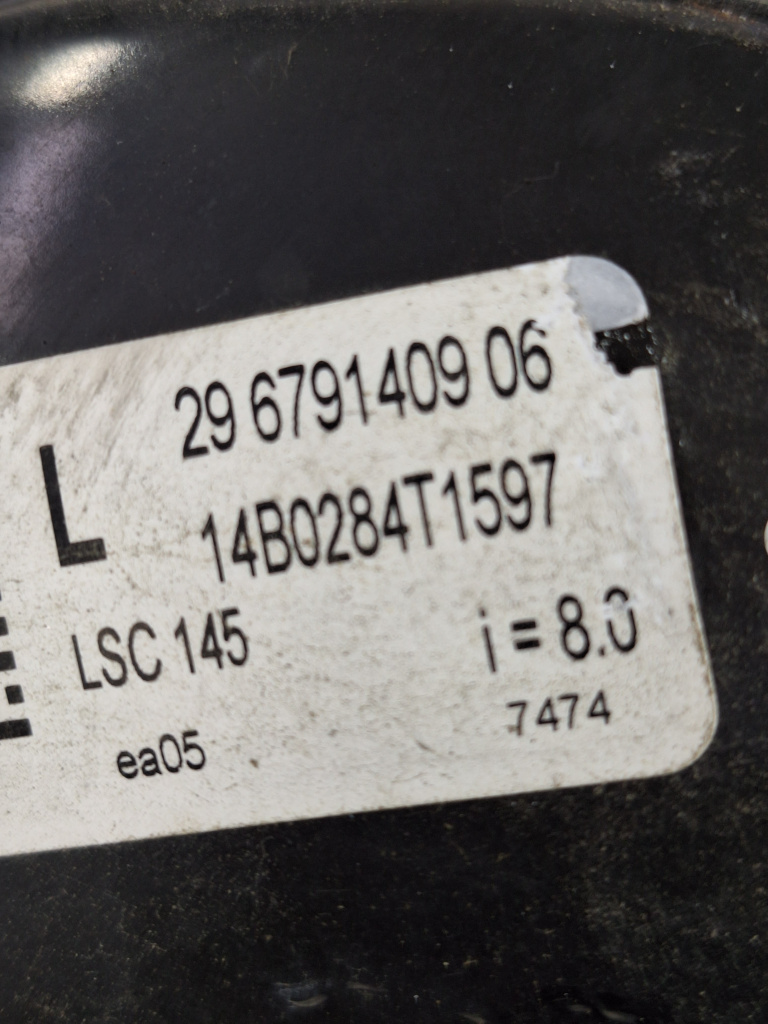 29 6791409 06
L
14B0284T1597
LSC 145
i = 8.0
ea05
7474